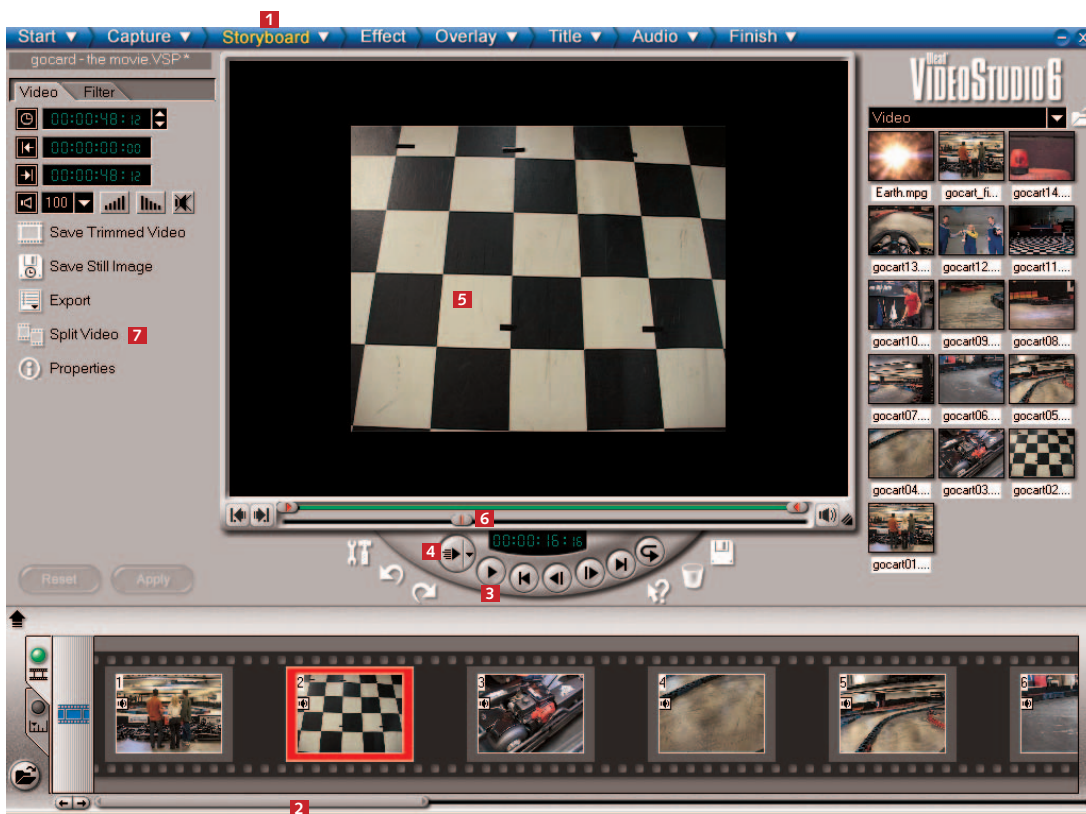 1
Start ▼ Capture ▼ Storyboard ▼ Effect Overlay ▼ Title ▼ Audio ▼ Finish ▼
gocard - the movie.VSP *
Ulead
VIDEOSTUDIO 6
Video Filter
Video
00:00:48:12
00:00:00:00
00:00:48:12
100
Save Trimmed Video
Save Still Image
Export
Split Video 7
Properties
5
Earth.mpg gocart_fi... gocart14....
gocart13.... gocart12.... gocart11....
gocart10.... gocart09.... gocart08....
gocart07.... gocart06.... gocart05....
gocart04.... gocart03.... gocart02....
gocart01....
6
4
00:00:16:16
3
Reset Apply
1
2
3
4
5
6
2